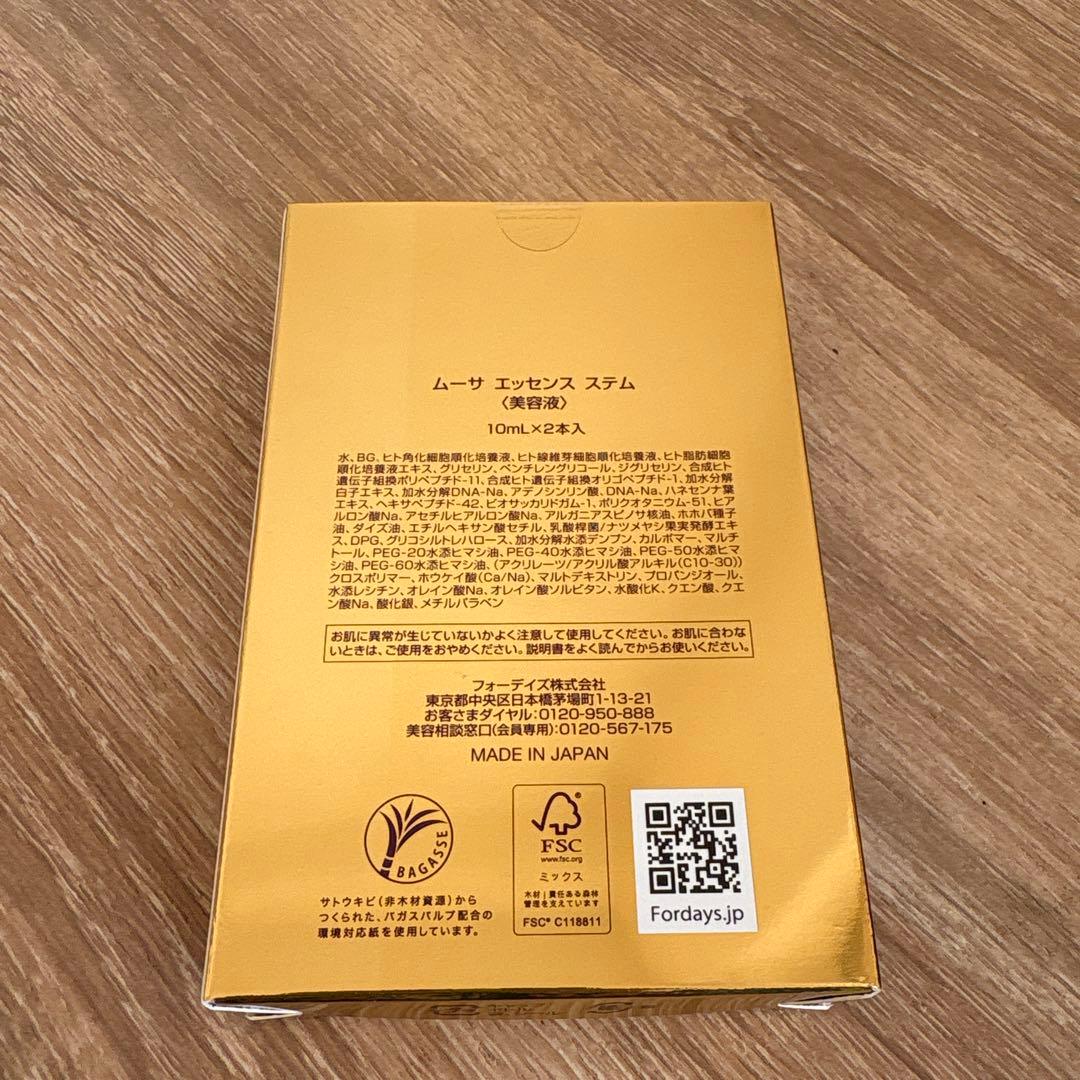 ムーサ エッセンス ステム
〈美容液〉
10mL×2本入
水、BG、ヒト角化細胞順化培養液、ヒト線維芽細胞順化培養液、ヒト脂肪細胞
順化培養液エキス、グリセリン、ペンチレングリコール、ジグリセリン、合成ヒト
遺伝子組換ポリペプチド-11、合成ヒト遺伝子組換オリゴペプチド-1、加水分解
白子エキス、加水分解DNA-Na、アデノシンリン酸、DNA-Na、ハネセンナ葉
エキス、ヘキサペプチド-42、ビオサッカリドガム-1、ポリクオタニウム-51、ヒア
ルロン酸Na、アセチルヒアルロン酸Na、アルガニアスピノサ核油、ホホバ種子
油、ダイズ油、エチルヘキサン酸セチル、乳酸桿菌/ナツメヤシ果実発酵エキ
ス、DPG、グリコシルトレハロース、加水分解水添デンプン、カルボマー、マルチ
トール、PEG-20水添ヒマシ油、PEG-40水添ヒマシ油、PEG-50水添ヒマ
シ油、PEG-60水添ヒマシ油、(アクリレーツ/アクリル酸アルキル(C10-30))
クロスポリマー、ホウケイ酸(Ca/Na)、マルトデキストリン、プロパンジオール、
水添レシチン、オレイン酸Na、オレイン酸ソルビタン、水酸化K、クエン酸、クエ
ン酸Na、酸化銀、メチルパラベン
お肌に異常が生じていないかよく注意して使用してください。お肌に合わな
いときは、ご使用をおやめください。説明書をよく読んでからお使いください。
フォーデイズ株式会社
東京都中央区日本橋茅場町1-13-21
お客さまダイヤル:0120-950-888
美容相談窓口(会員専用):0120-567-175
MADE IN JAPAN
BAGASSE
サトウキビ(非木材資源)から
つくられた、バガスパルプ配合の
環境対応紙を使用しています。
FSC®
www.fsc.org
ミックス
木材|責任ある森林
管理を支えています
FSC® C118811
Fordays.jp